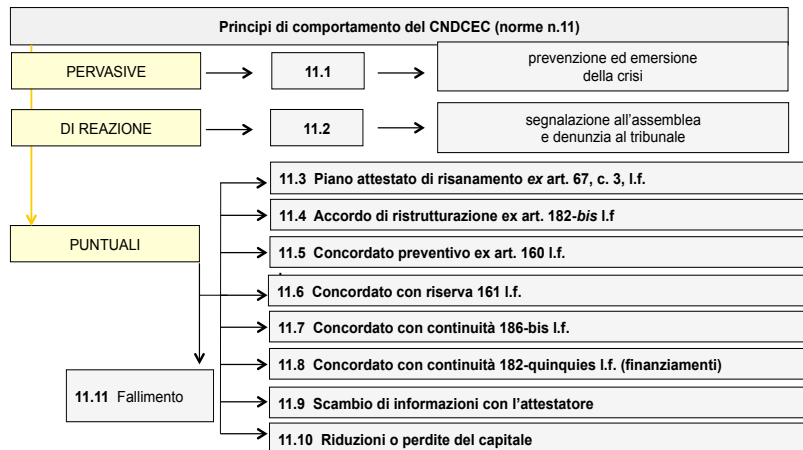 Principi di comportamento del CNDCEC (norme n.11)
PERVASIVE
11.1
prevenzione ed emersione
della crisi
DI REAZIONE
11.2
segnalazione all’assemblea
e denunzia al tribunale
PUNTUALI
11.3 Piano attestato di risanamento ex art. 67, c. 3, l.f.
11.4 Accordo di ristrutturazione ex art. 182-bis l.f
11.5 Concordato preventivo ex art. 160 l.f.
11.6 Concordato con riserva 161 l.f.
11.7 Concordato con continuità 186-bis l.f.
11.8 Concordato con continuità 182-quinquies l.f. (finanziamenti)
11.9 Scambio di informazioni con l’attestatore
11.10 Riduzioni o perdite del capitale
11.11 Fallimento